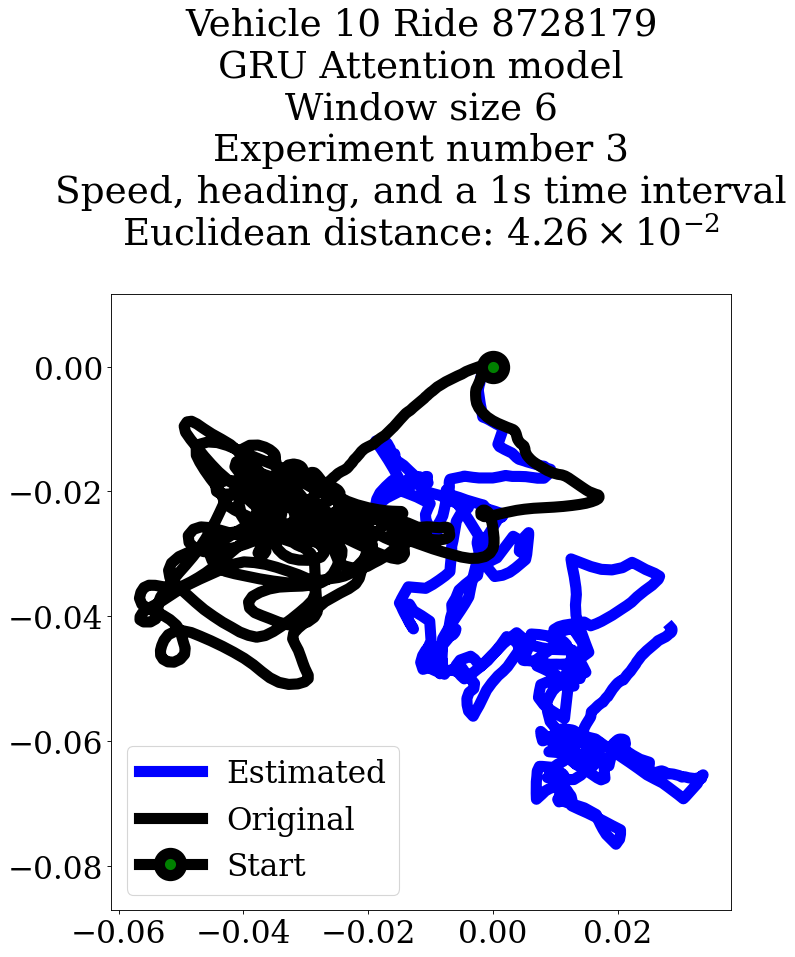 Vehicle 10 Ride 8728179
GRU Attention model
Window size 6
Experiment number 3
Speed, heading, and a 1s time interval
Euclidean distance: 4.26 × 10⁻²
0.00
−0.02
−0.04
−0.06
−0.08
Estimated
Original
Start
−0.06 −0.04 −0.02 0.00 0.02